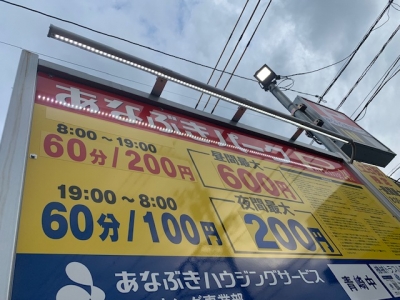 あなぶきパーク
8:00～19:00
60分/200円
昼間最大
600円
19:00～8:00
60分/100円
夜間最大
200円
あなぶきハウジングサービス